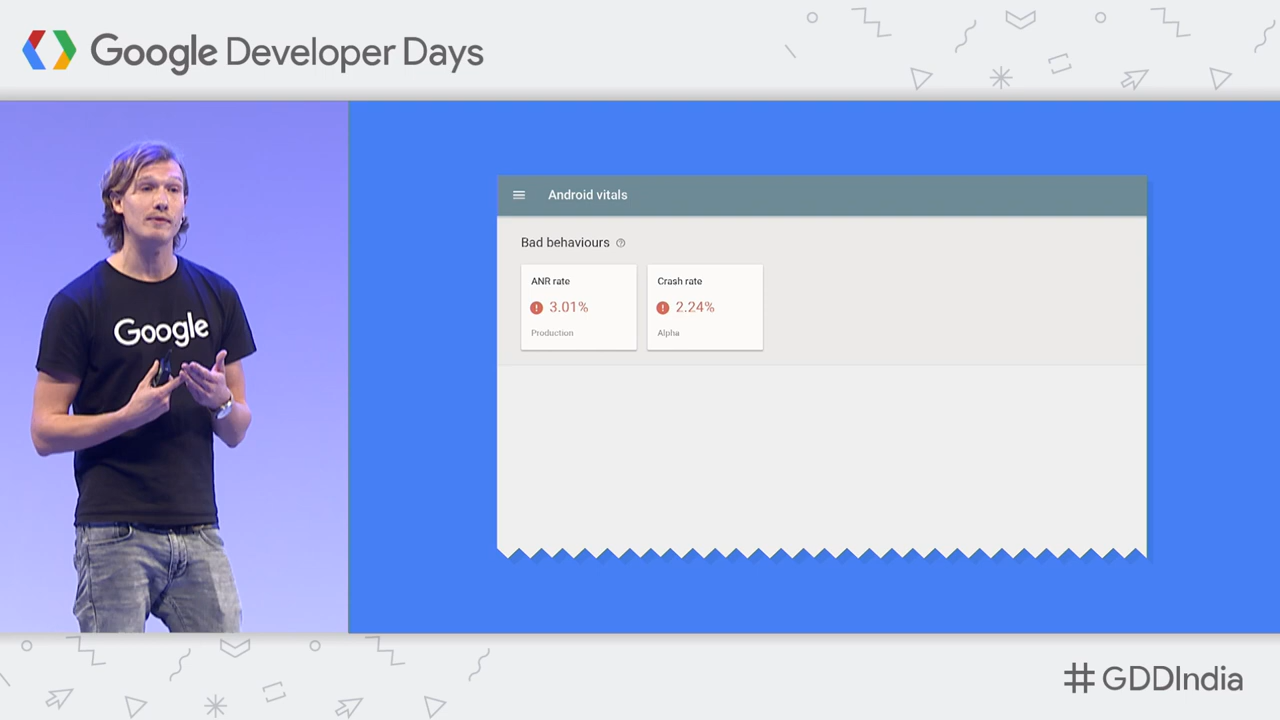 Google Developer Days
Google
Android vitals
Bad behaviours
ANR rate
3.01%
Production
Crash rate
2.24%
Alpha
#GDDIndia